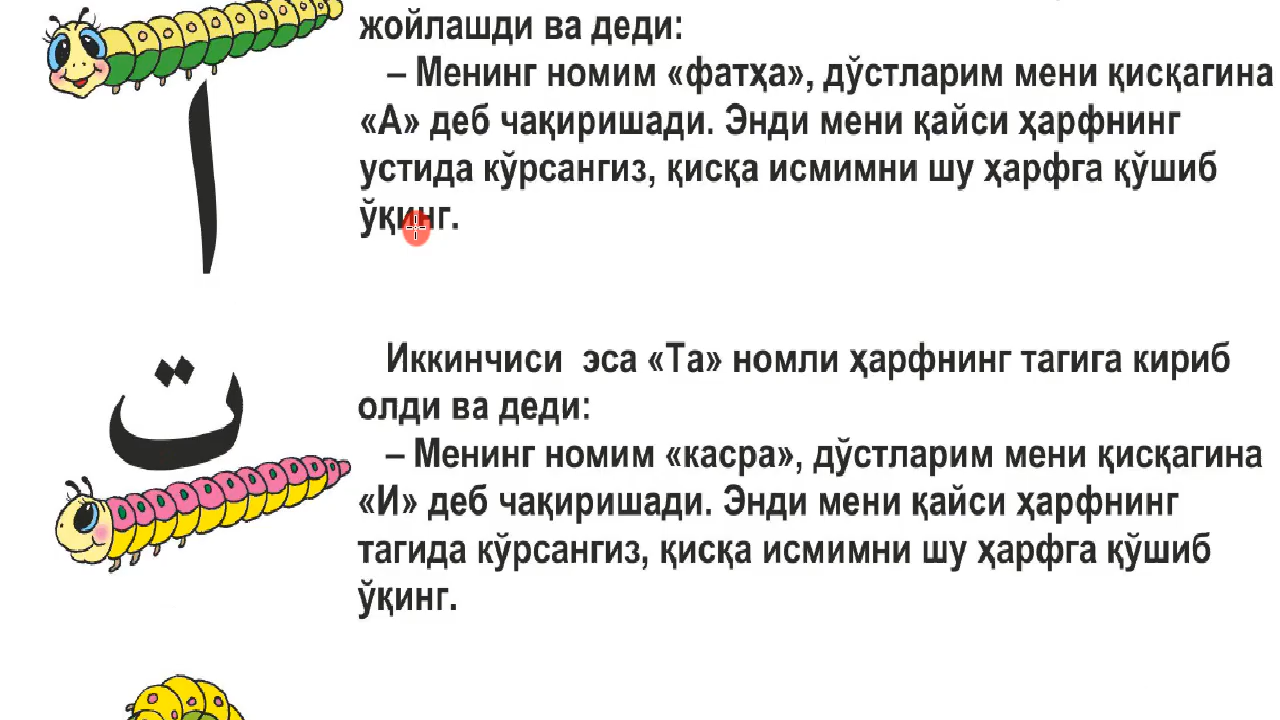 жойлашди ва деди:
– Менинг номим «фатҳа», дўстларим мени қисқагина
«А» деб чақиришади. Энди мени қайси ҳарфнинг
устида кўрсангиз, қисқа исмимни шу ҳарфга қўшиб
ўқинг.
ا
Иккинчиси эса «Та» номли ҳарфнинг тагига кириб
олди ва деди:
– Менинг номим «касра», дўстларим мени қисқагина
«И» деб чақиришади. Энди мени қайси ҳарфнинг
тагида кўрсангиз, қисқа исмимни шу ҳарфга қўшиб
ўқинг.
ت